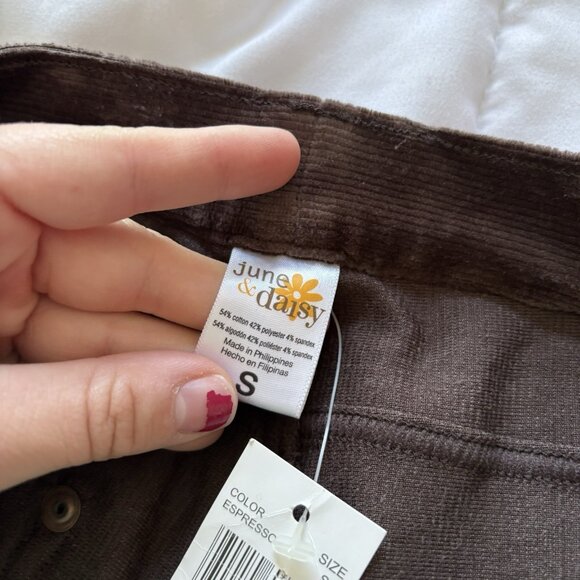 june
& daisy
54% cotton 42% polyester 4% spandex
54% algodón 42% poliéster 4% spandex
Made in Philippines
Hecho en Filipinas
S
COLOR
ESPRESSO
SIZE
S